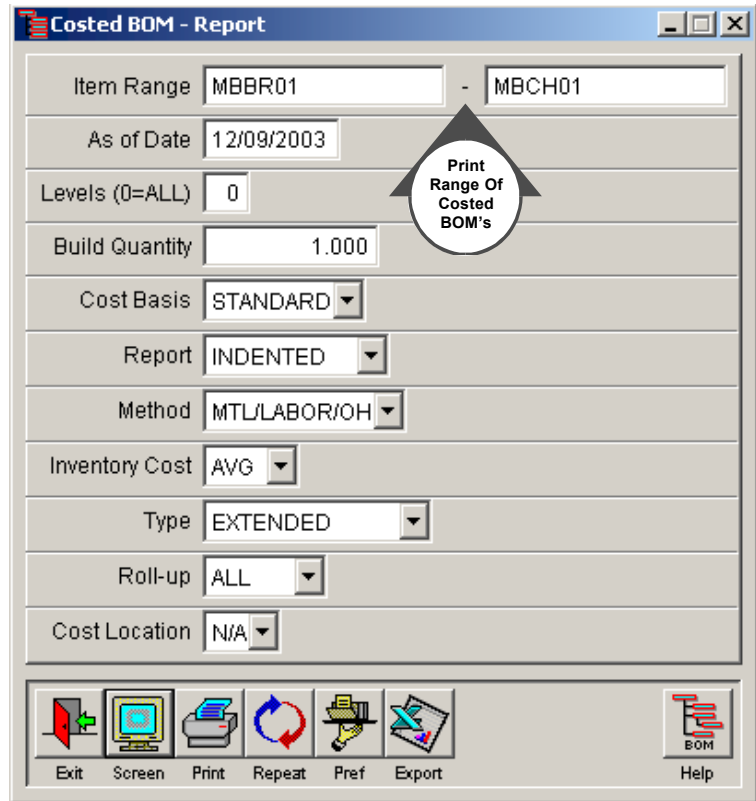 Costed BOM - Report
Item Range MBBR01 - MBCH01
As of Date 12/09/2003
Print
Range Of
Costed
BOM's
Levels (0=ALL) 0
Build Quantity 1.000
Cost Basis STANDARD
Report INDENTED
Method MTL/LABOR/OH
Inventory Cost AVG
Type EXTENDED
Roll-up ALL
Cost Location N/A
BOM
Exit Screen Print Repeat Pref Export Help